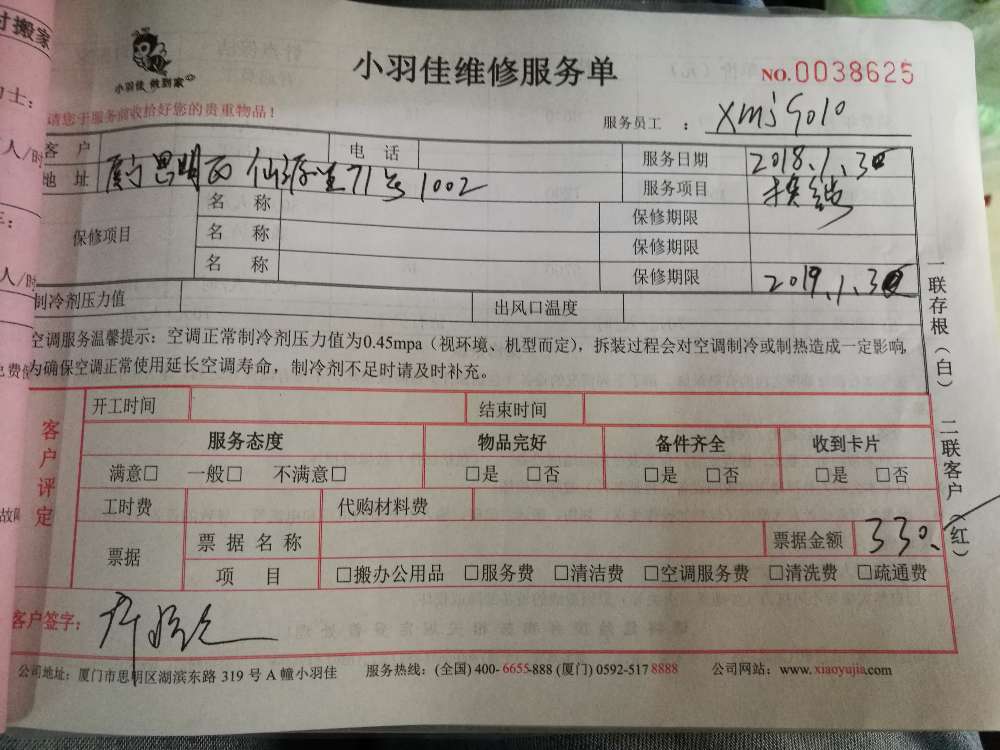 时搬家
小羽佳 做到家
小羽佳维修服务单
NO.0038625
请您于服务前收拾好您的贵重物品！
服务员工 ：
客 户
电 话
服务日期 2018.1.30
地 址 思明区 71号1002
服务项目 换线
保修项目
名 称
保修期限
名 称
保修期限
名 称
保修期限 2019.1.30
制冷剂压力值
出风口温度
空调服务温馨提示：空调正常制冷剂压力值为0.45mpa（视环境、机型而定），拆装过程会对空调制冷或制热造成一定影响，
为确保空调正常使用延长空调寿命，制冷剂不足时请及时补充。
一联存根（白） 二联客户（红）
客户评定
开工时间
结束时间
服务态度 物品完好 备件齐全 收到卡片
满意□ 一般□ 不满意□ □是 □否 □是 □否 □是 □否
工时费
代购材料费
票据
票 据 名 称
票据金额 330.
项 目 □搬办公用品 □服务费 □清洁费 □空调服务费 □清洗费 □疏通费
客户签字：
公司地址：厦门市思明区湖滨东路 319 号 A 幢小羽佳 服务热线：(全国) 400-6655-888 (厦门) 0592-517 8888 公司网站：www.xiaoyujia.com